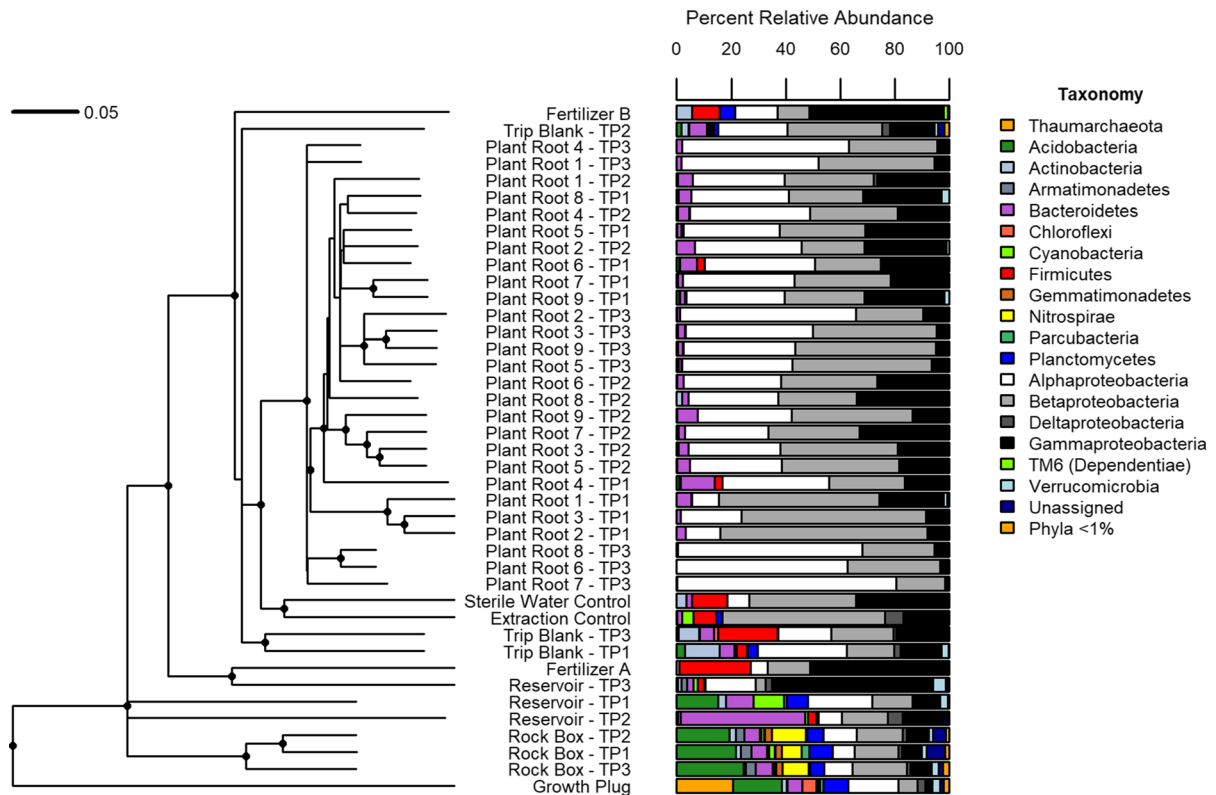 Percent Relative Abundance
0 20 40 60 80 100
0.05
Fertilizer B
Trip Blank - TP2
Plant Root 4 - TP3
Plant Root 1 - TP3
Plant Root 1 - TP2
Plant Root 8 - TP1
Plant Root 4 - TP2
Plant Root 5 - TP1
Plant Root 2 - TP2
Plant Root 6 - TP1
Plant Root 7 - TP1
Plant Root 9 - TP1
Plant Root 2 - TP3
Plant Root 3 - TP3
Plant Root 9 - TP3
Plant Root 5 - TP3
Plant Root 6 - TP2
Plant Root 8 - TP2
Plant Root 9 - TP2
Plant Root 7 - TP2
Plant Root 3 - TP2
Plant Root 5 - TP2
Plant Root 4 - TP1
Plant Root 1 - TP1
Plant Root 3 - TP1
Plant Root 2 - TP1
Plant Root 8 - TP3
Plant Root 6 - TP3
Plant Root 7 - TP3
Sterile Water Control
Extraction Control
Trip Blank - TP3
Trip Blank - TP1
Fertilizer A
Reservoir - TP3
Reservoir - TP1
Reservoir - TP2
Rock Box - TP2
Rock Box - TP1
Rock Box - TP3
Growth Plug
Taxonomy
Thaumarchaeota
Acidobacteria
Actinobacteria
Armatimonadetes
Bacteroidetes
Chloroflexi
Cyanobacteria
Firmicutes
Gemmatimonadetes
Nitrospirae
Parcubacteria
Planctomycetes
Alphaproteobacteria
Betaproteobacteria
Deltaproteobacteria
Gammaproteobacteria
TM6 (Dependentiae)
Verrucomicrobia
Unassigned
Phyla <1%